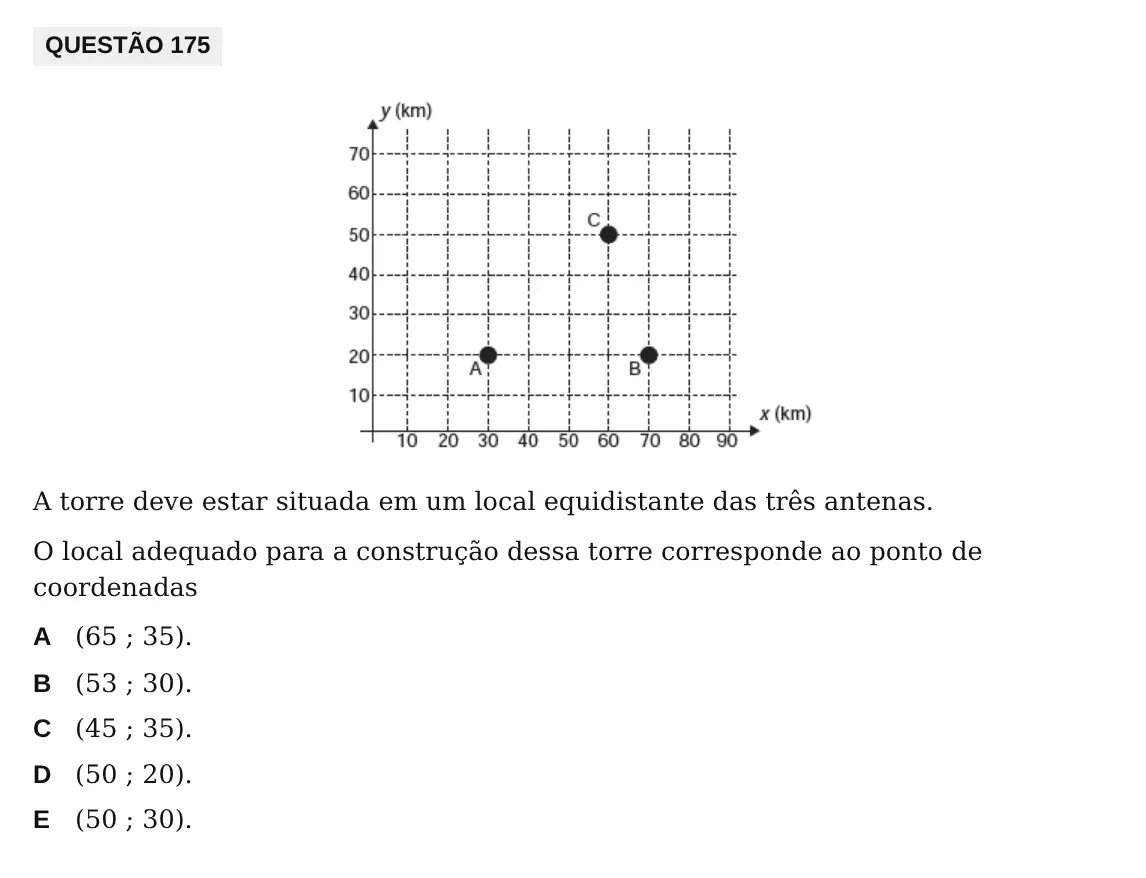 QUESTÃO 175
y (km)
70
60
C
50
40
30
20
A
B
10
x (km)
10 20 30 40 50 60 70 80 90
A torre deve estar situada em um local equidistante das três antenas.
O local adequado para a construção dessa torre corresponde ao ponto de
coordenadas
A (65 ; 35).
B (53 ; 30).
C (45 ; 35).
D (50 ; 20).
E (50 ; 30).